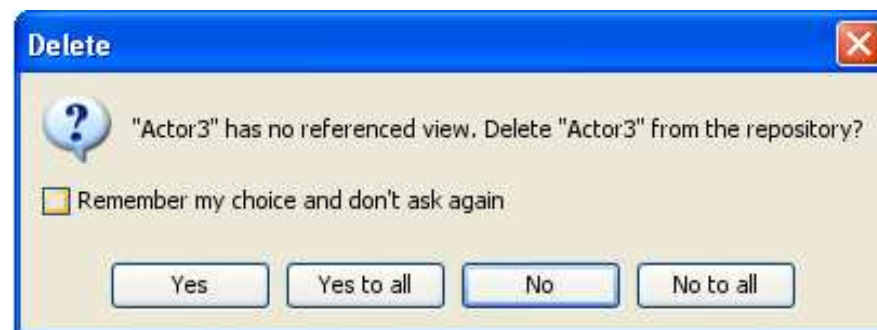 Delete
"Actor3" has no referenced view. Delete "Actor3" from the repository?
Remember my choice and don't ask again
Yes Yes to all No No to all